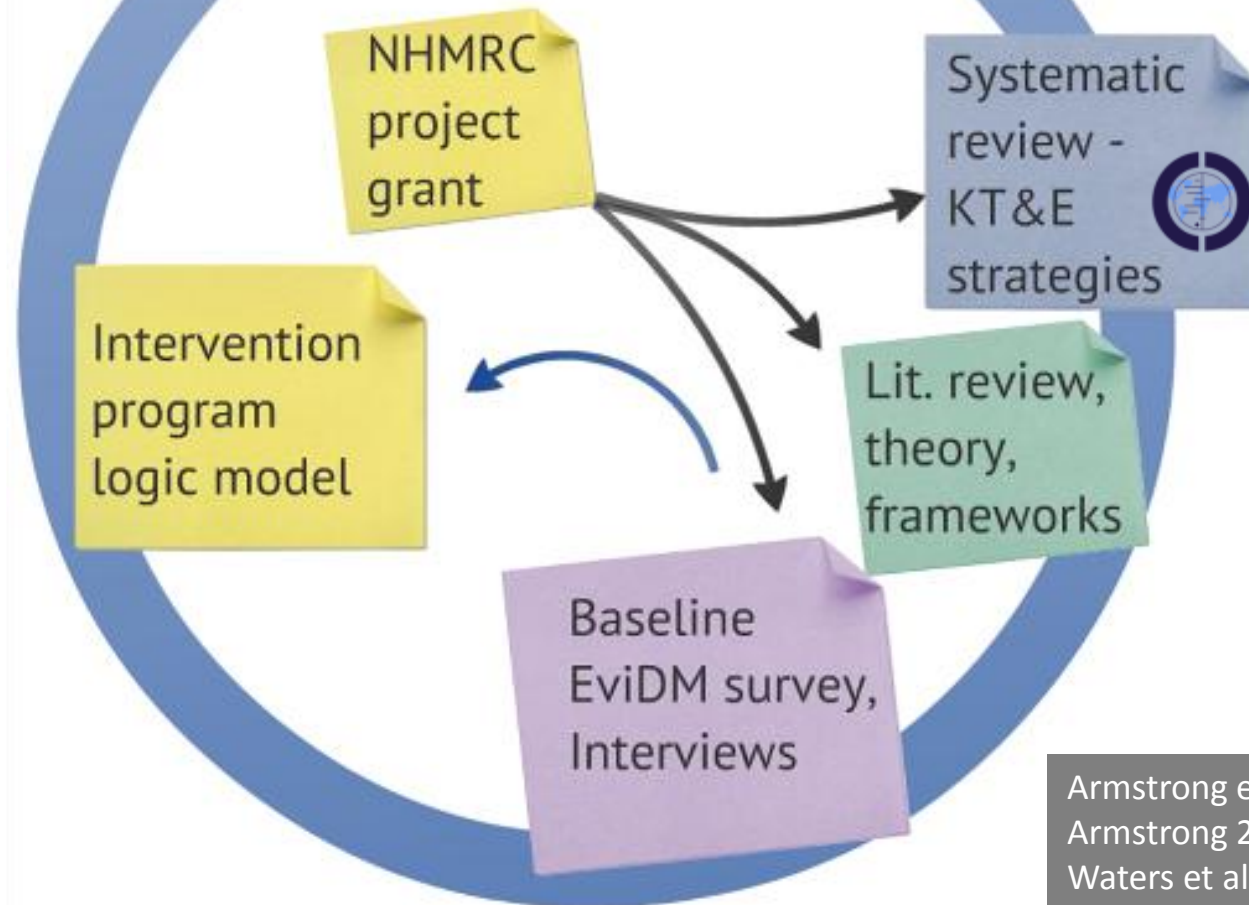 NHMRC
project
grant
Systematic
review -
KT&E
strategies
Intervention
program
logic model
Lit. review,
theory,
frameworks
Baseline
EviDM survey,
Interviews
Armstrong e
Armstrong 2
Waters et al